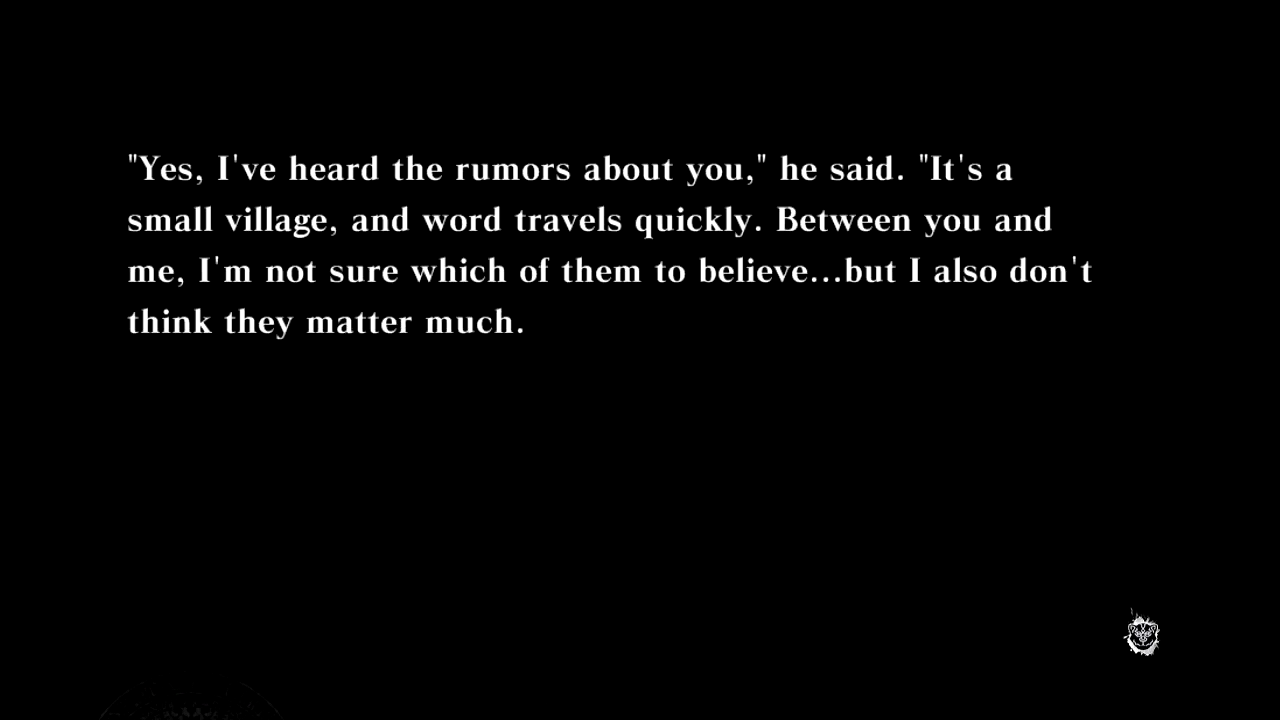 "Yes, I've heard the rumors about you," he said. "It's a
small village, and word travels quickly. Between you and
me, I'm not sure which of them to believe...but I also don't
think they matter much.